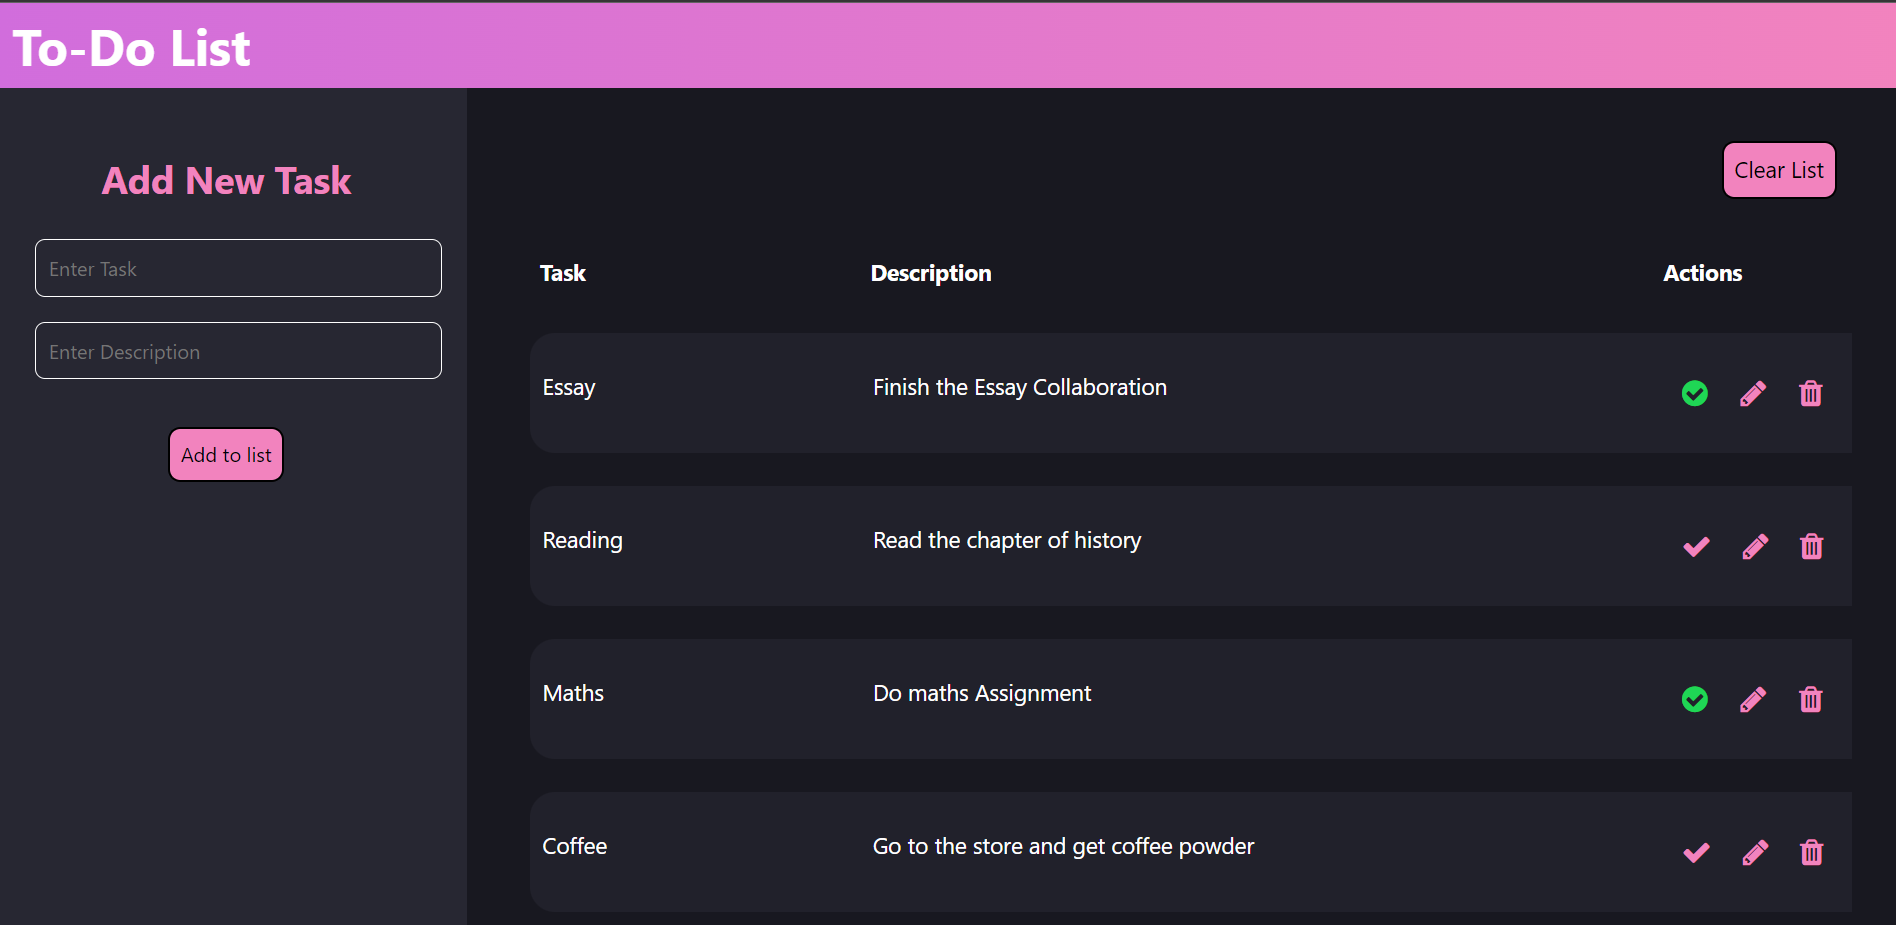 To-Do List
Add New Task
Enter Task
Enter Description
Add to list
Clear List
Task Description Actions
Essay Finish the Essay Collaboration
Reading Read the chapter of history
Maths Do maths Assignment
Coffee Go to the store and get coffee powder